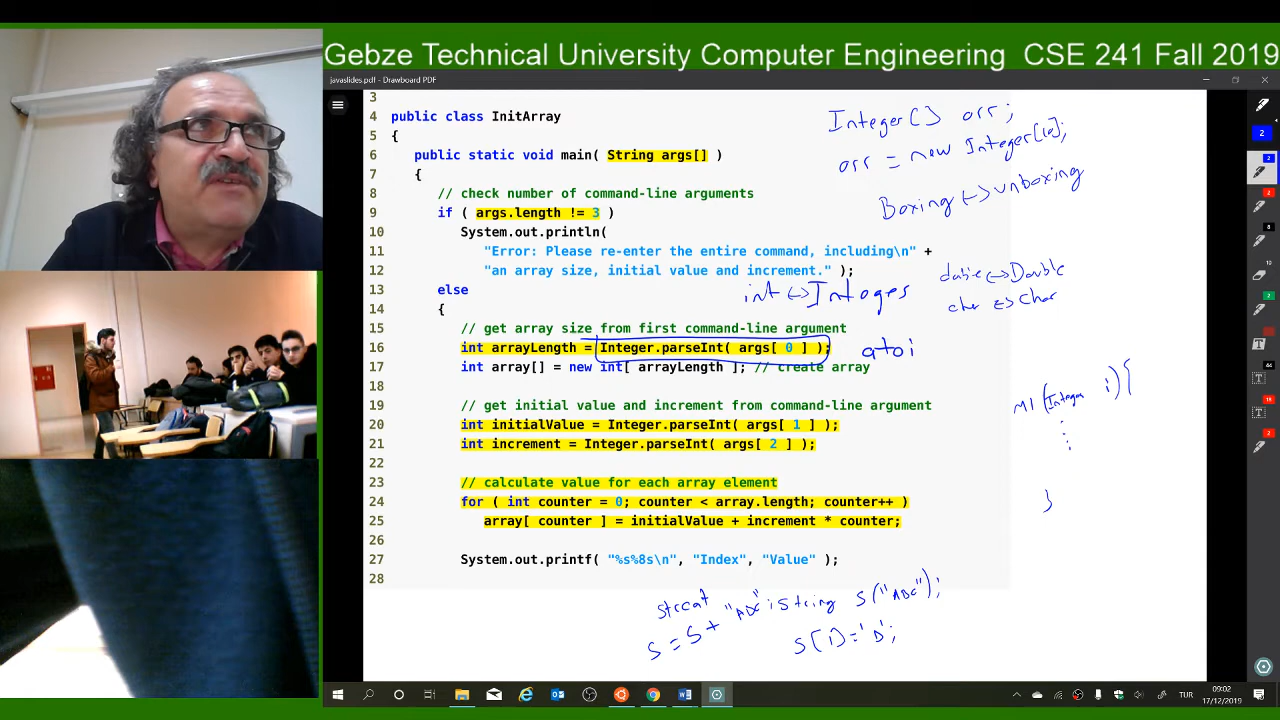 Gebze Technical University Computer Engineering CSE 241 Fall 2019
javaslides.pdf - Drawboard PDF
3
4 public class InitArray
5 {
6 public static void main( String args[] )
7 {
8 // check number of command-line arguments
9 if ( args.length != 3 )
10 System.out.println(
11 "Error: Please re-enter the entire command, including\n" +
12 "an array size, initial value and increment." );
13 else
14 {
15 // get array size from first command-line argument
16 int arrayLength = Integer.parseInt( args[ 0 ] );
17 int array[] = new int[ arrayLength ]; // create array
18
19 // get initial value and increment from command-line argument
20 int initialValue = Integer.parseInt( args[ 1 ] );
21 int increment = Integer.parseInt( args[ 2 ] );
22
23 // calculate value for each array element
24 for ( int counter = 0; counter < array.length; counter++ )
25 array[ counter ] = initialValue + increment * counter;
26
27 System.out.printf( "%s%8s\n", "Index", "Value" );
28
Integer[] arr;
arr = new Integer[10];
Boxing <-> unboxing
double <-> Double
char <-> Char
int <-> Integer
atoi
M1 (Integer i) {
}
strcat "ABC" ; String S("ABC");
S = S +
S[1]='D';
TUR
09:02
17/12/2019